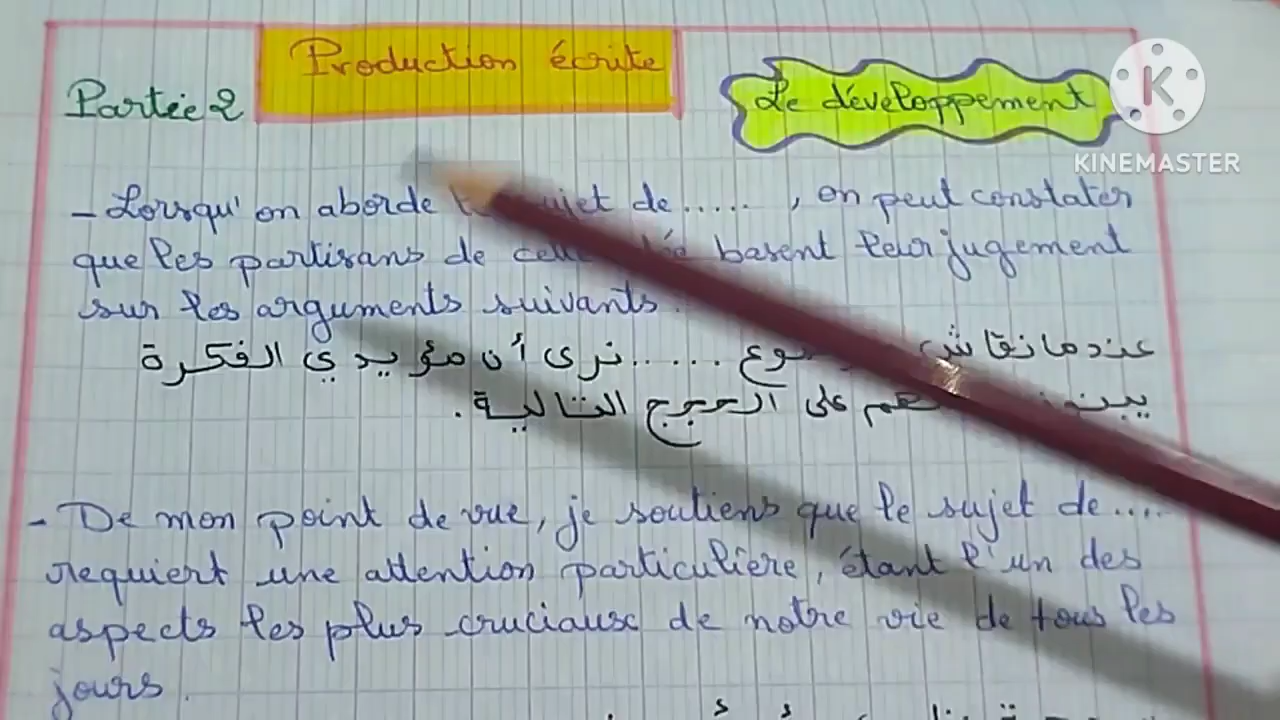 Production écrite
Partie 2
Le développement
KINEMASTER
- Lorsqu'on aborde de ....., on peut constater
que les partisans de basent leur jugement
sur les arguments suivants
عندما نقاش ..... نرى أن مؤيدي الفكرة
على الحجج التالية.
- De mon point de vue, je soutiens que le sujet de ....
requiert une attention particulière, étant l'un des
aspects les plus cruciaux de notre vie de tous les
jours.